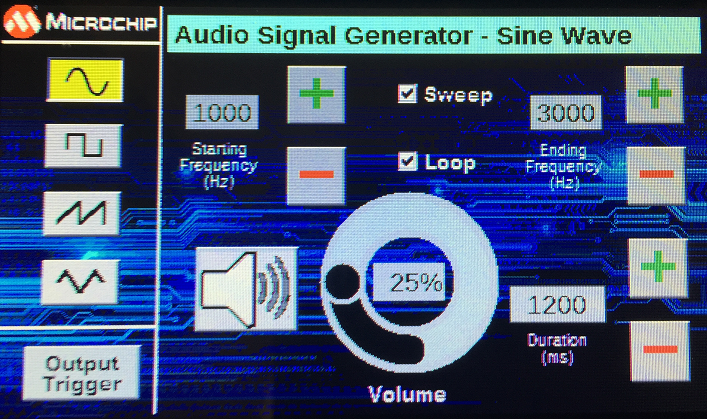 MICROCHIP
Audio Signal Generator - Sine Wave
1000
Starting
Frequency
(Hz)
Sweep
Loop
3000
Ending
Frequency
(Hz)
25%
Volume
1200
Duration
(ms)
Output
Trigger